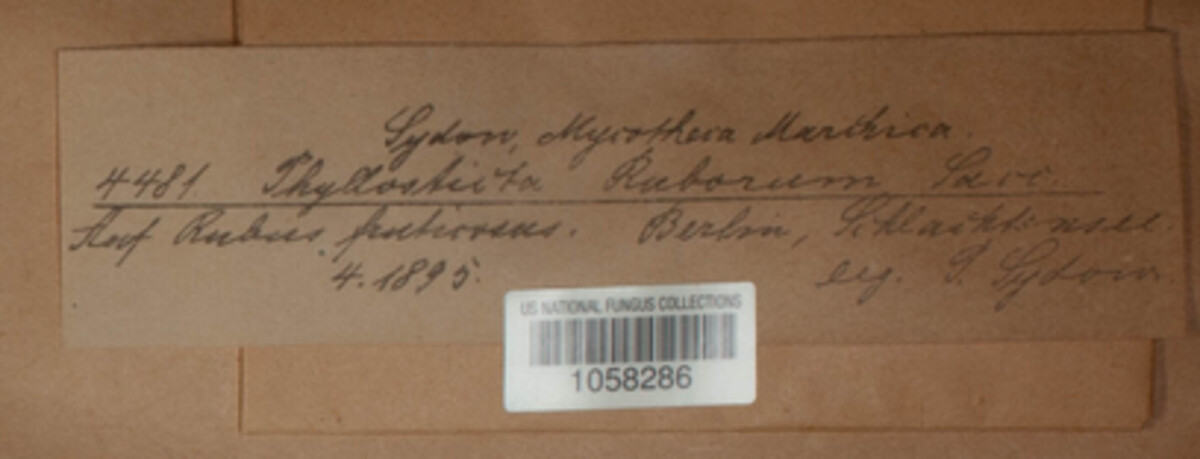 Sydow, Mycotheca Marchica.
4481. Phyllosticta Ruborum Sacc.
Auf Rubus fruticosus. Berlin, Schlachtensee.
4. 1895. leg. P. Sydow
US NATIONAL FUNGUS COLLECTIONS
1058286